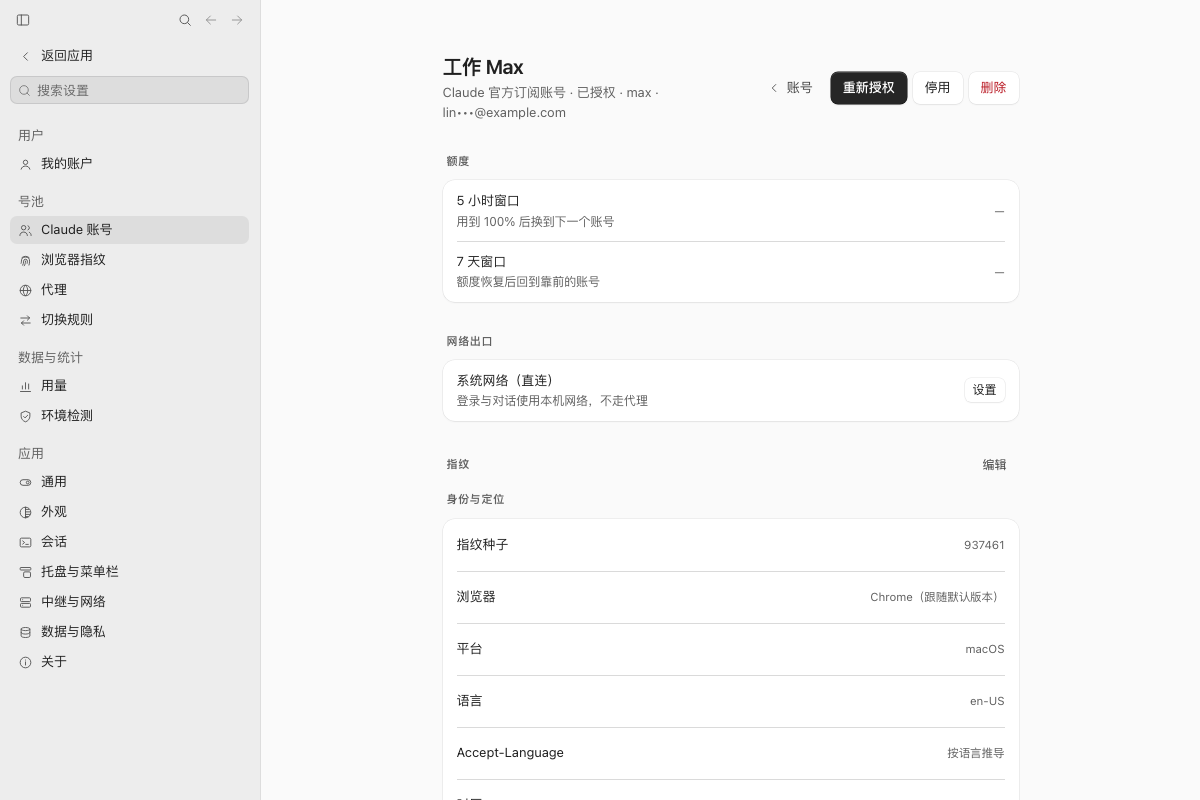 返回应用
搜索设置
用户
我的账户
号池
Claude 账号
浏览器指纹
代理
切换规则
数据与统计
用量
环境检测
应用
通用
外观
会话
托盘与菜单栏
中继与网络
数据与隐私
关于
工作 Max
Claude 官方订阅账号 · 已授权 · max ·
lin•••@example.com
账号
重新授权
停用
删除
额度
5 小时窗口
用到 100% 后换到下一个账号
—
7 天窗口
额度恢复后回到靠前的账号
—
网络出口
系统网络（直连）
登录与对话使用本机网络，不走代理
设置
指纹
编辑
身份与定位
指纹种子
937461
浏览器
Chrome（跟随默认版本）
平台
macOS
语言
en-US
Accept-Language
按语言推导